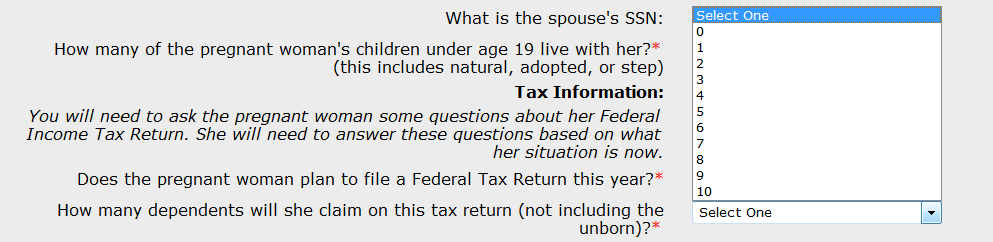 What is the spouse's SSN:
How many of the pregnant woman's children under age 19 live with her?*
(this includes natural, adopted, or step)
Tax Information:
You will need to ask the pregnant woman some questions about her Federal
Income Tax Return. She will need to answer these questions based on what
her situation is now.
Does the pregnant woman plan to file a Federal Tax Return this year?*
How many dependents will she claim on this tax return (not including the
unborn)?*
Select One
0
1
2
3
4
5
6
7
8
9
10
Select One